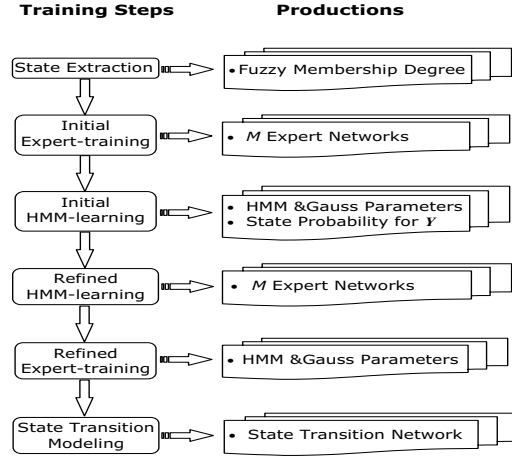 Training Steps Productions
State Extraction
• Fuzzy Membership Degree
Initial
Expert-training
• M Expert Networks
Initial
HMM-learning
• HMM &Gauss Parameters
• State Probability for Y
Refined
HMM-learning
• M Expert Networks
Refined
Expert-training
• HMM &Gauss Parameters
State Transition
Modeling
• State Transition Network